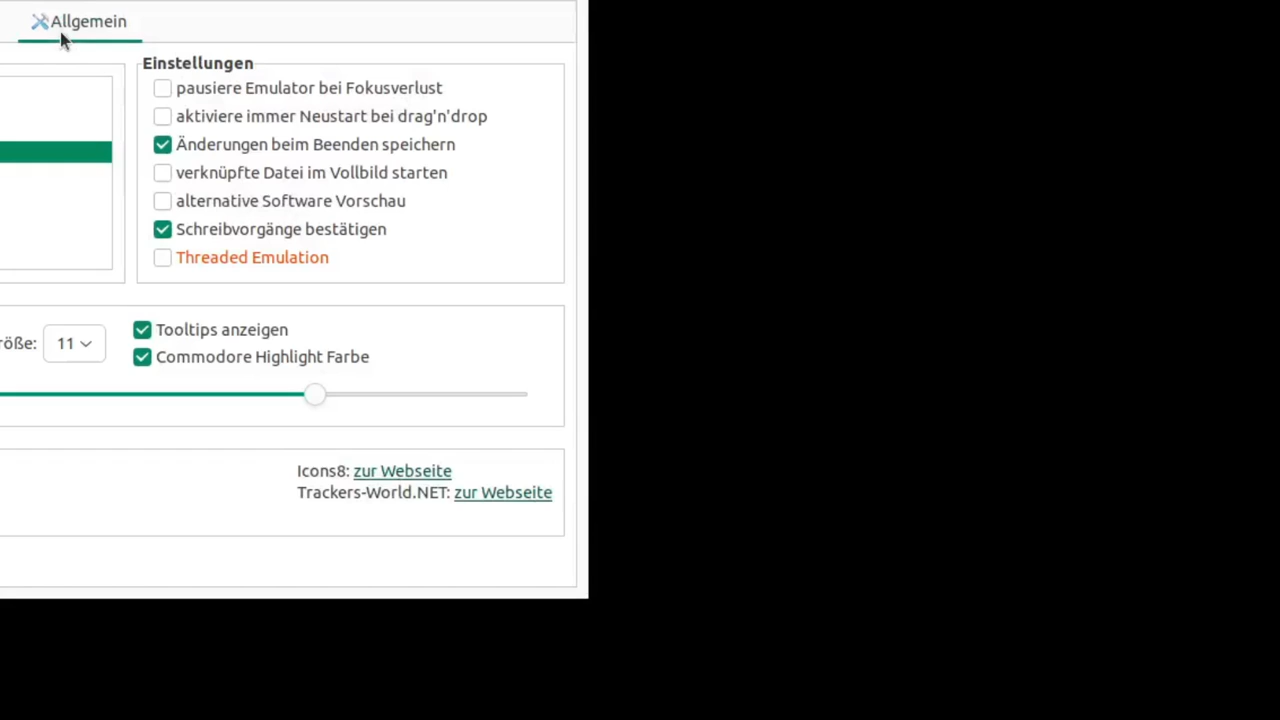 Allgemein
Einstellungen
pausiere Emulator bei Fokusverlust
aktiviere immer Neustart bei drag'n'drop
Änderungen beim Beenden speichern
verknüpfte Datei im Vollbild starten
alternative Software Vorschau
Schreibvorgänge bestätigen
Threaded Emulation
röße: 11
Tooltips anzeigen
Commodore Highlight Farbe
Icons8: zur Webseite
Trackers-World.NET: zur Webseite